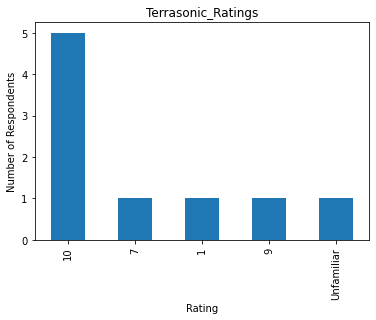 Terrasonic_Ratings
Number of Respondents
5
4
3
2
1
0
10
7
1
9
Unfamiliar
Rating